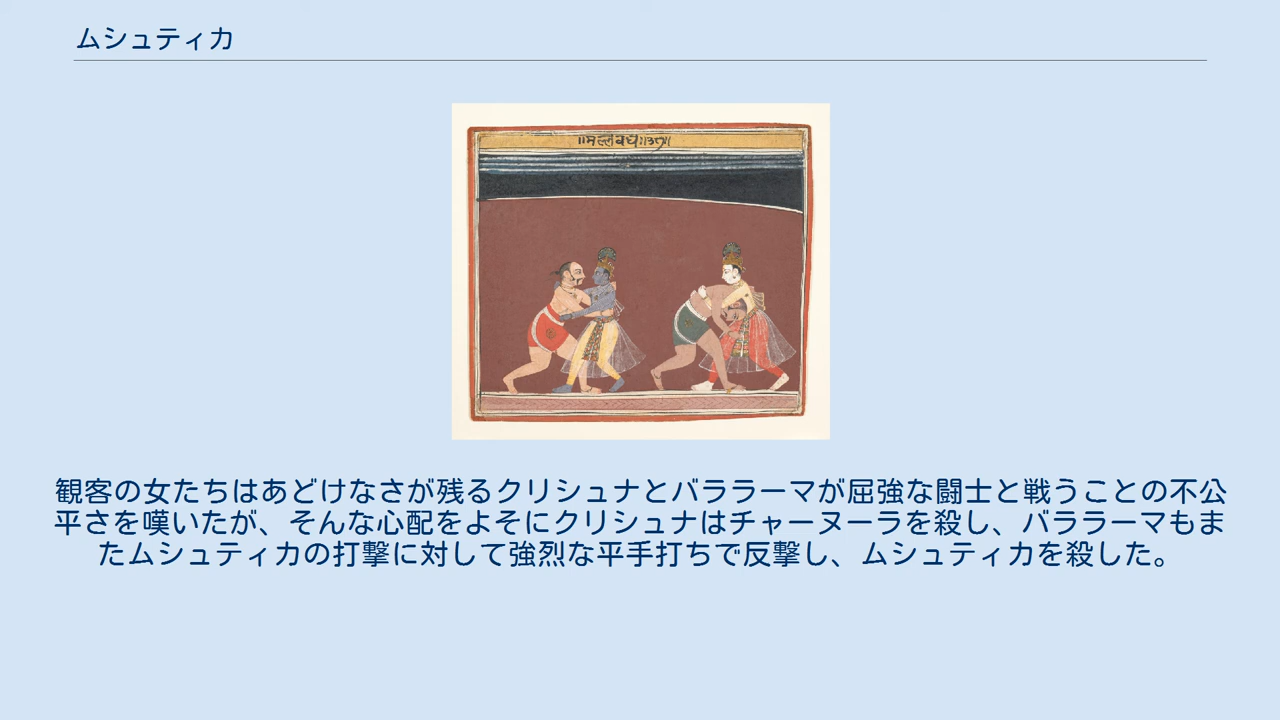 ムシュティカ
॥मल्लवध॥३९॥
観客の女たちはあどけなさが残るクリシュナとバララーマが屈強な闘士と戦うことの不公
平さを嘆いたが、そんな心配をよそにクリシュナはチャーヌーラを殺し、バララーマもま
たムシュティカの打撃に対して強烈な平手打ちで反撃し、ムシュティカを殺した。